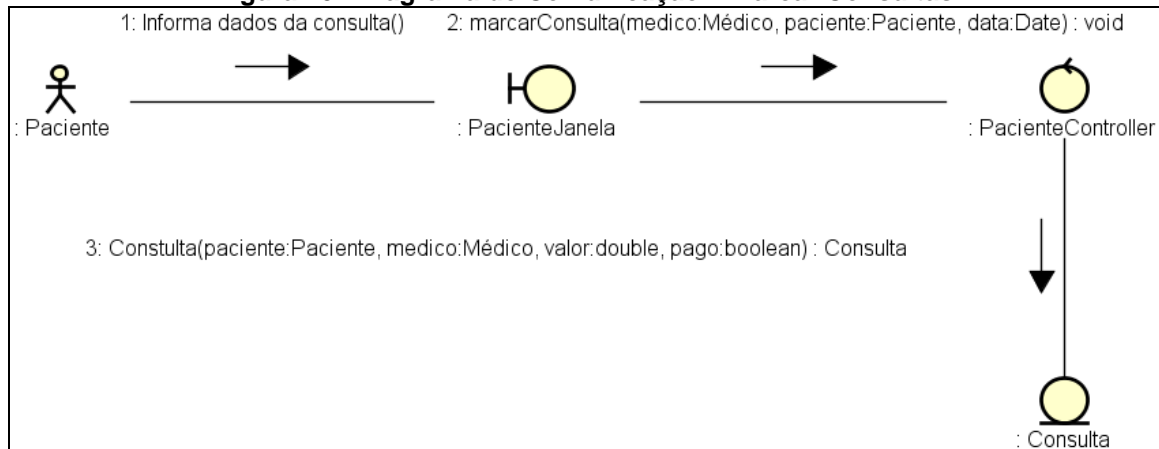 1: Informa dados da consulta()
2: marcarConsulta(medico:Médico, paciente:Paciente, data:Date) : void
: Paciente
: PacienteJanela
: PacienteController
3: Constulta(paciente:Paciente, medico:Médico, valor:double, pago:boolean) : Consulta
: Consulta